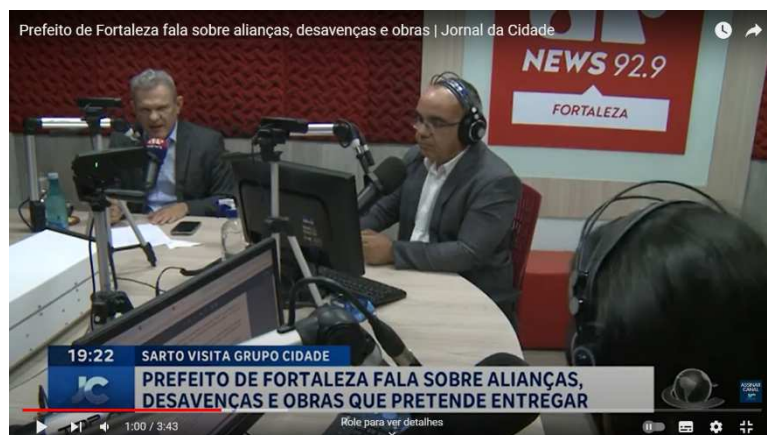 Prefeito de Fortaleza fala sobre alianças, desavenças e obras | Jornal da Cidade
NEWS 92.9
FORTALEZA
19:22
SARTO VISITA GRUPO CIDADE
JC
PREFEITO DE FORTALEZA FALA SOBRE ALIANÇAS,
DESAVENÇAS E OBRAS QUE PRETENDE ENTREGAR
ASSINAR
CANAL
1:00 / 3:43
Role para ver detalhes